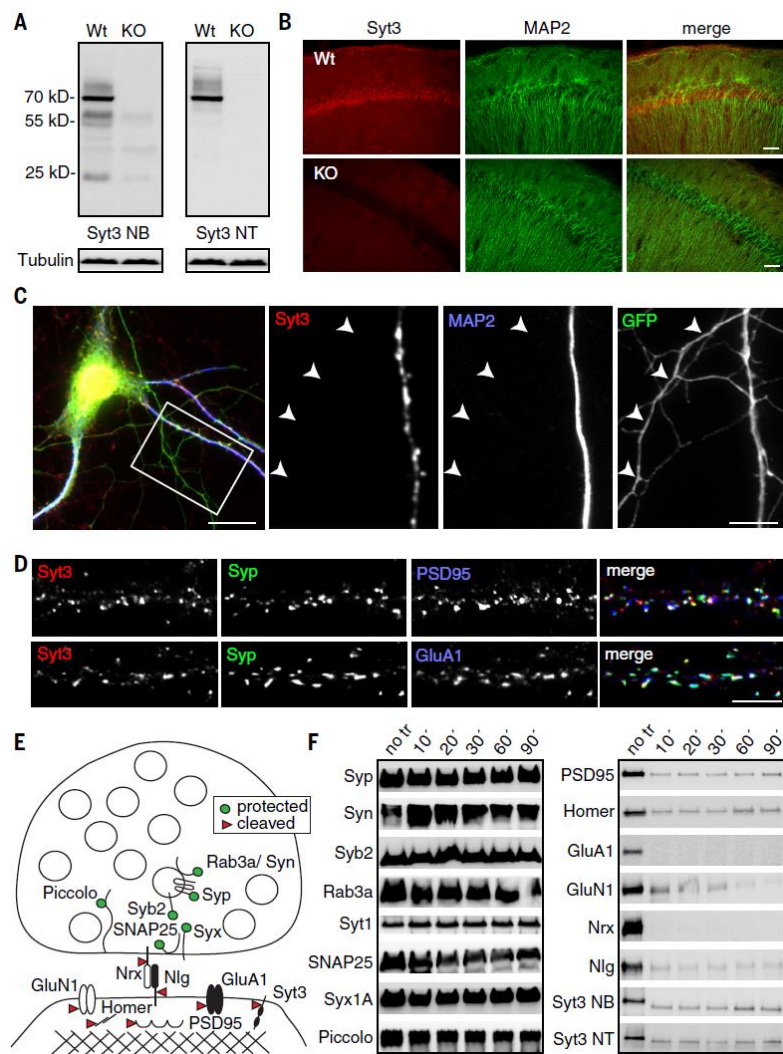 A
Wt KO
Wt KO
70 kD-
55 kD-
25 kD-
Syt3 NB
Syt3 NT
Tubulin
B
Syt3
MAP2
merge
Wt
KO
C
Syt3
MAP2
GFP
D
Syt3
Syp
PSD95
merge
Syt3
Syp
GluA1
merge
E
protected
cleaved
Rab3a/ Syn
Piccolo
Syp
Syb2
SNAP25
Syx
Nrx
Nlg
GluN1
GluA1
Syt3
Homer
PSD95
F
no tr 10´ 20´ 30´ 60´ 90´
Syp
Syn
Syb2
Rab3a
Syt1
SNAP25
Syx1A
Piccolo
no tr 10´ 20´ 30´ 60´ 90´
PSD95
Homer
GluA1
GluN1
Nrx
Nlg
Syt3 NB
Syt3 NT